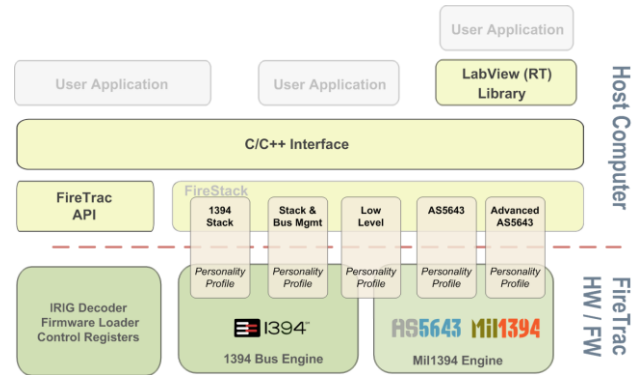 User Application
User Application
User Application
LabView (RT)
Library
C/C++ Interface
FireTrac
API
FireStack
1394
Stack
Stack &
Bus Mgmt
Low
Level
AS5643
Advanced
AS5643
Personality
Profile
Personality
Profile
Personality
Profile
Personality
Profile
Personality
Profile
IRIG Decoder
Firmware Loader
Control Registers
1394™
1394 Bus Engine
AS5643 Mil1394
Mil1394 Engine
Host Computer
FireTrac
HW / FW